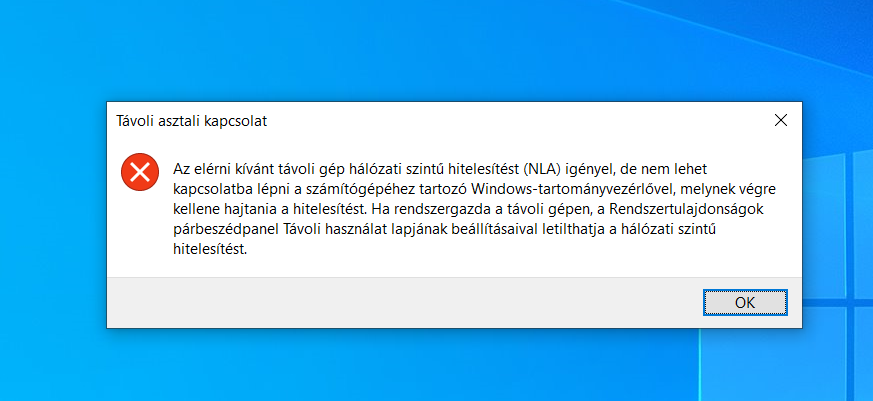 Távoli asztali kapcsolat
Az elérni kívánt távoli gép hálózati szintű hitelesítést (NLA) igényel, de nem lehet
kapcsolatba lépni a számítógépéhez tartozó Windows-tartományvezérlővel, melynek végre
kellene hajtania a hitelesítést. Ha rendszergazda a távoli gépen, a Rendszertulajdonságok
párbeszédpanel Távoli használat lapjának beállításaival letilthatja a hálózati szintű
hitelesítést.
OK